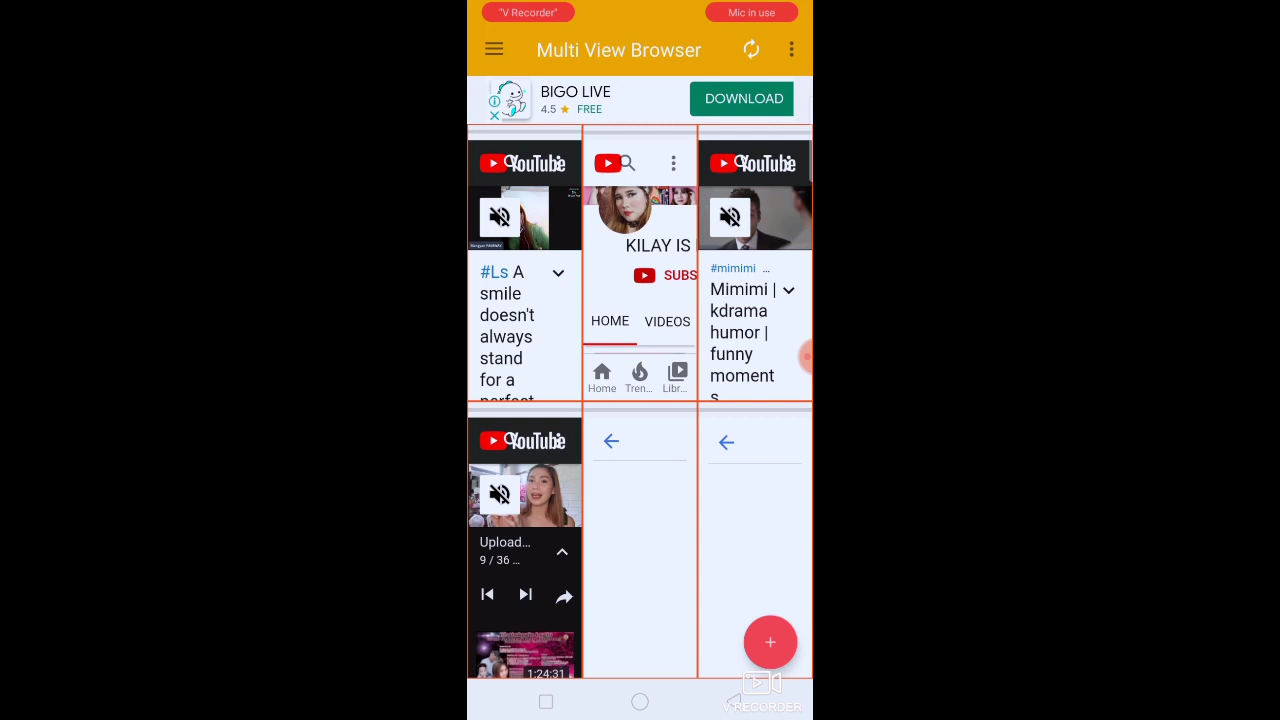 "V Recorder"
Mic in use
Multi View Browser
BIGO LIVE
4.5 ★ FREE
DOWNLOAD
YouTube
#Ls A
smile
doesn't
always
stand
for a
perfect
KILAY IS
SUBS
HOME VIDEOS
Home Tren... Libr...
YouTube
#mimimi ...
Mimimi |
kdrama
humor |
funny
moment
s
YouTube
Upload...
9 / 36 ...
1:24:31
+
V RECORDER